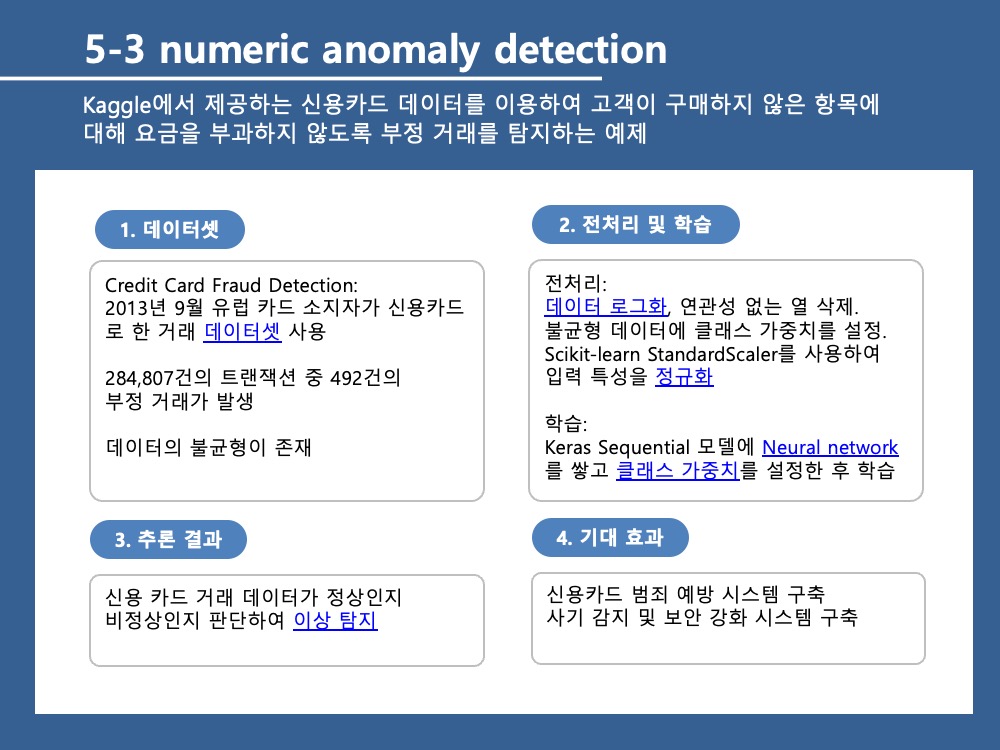 5-3 numeric anomaly detection
Kaggle에서 제공하는 신용카드 데이터를 이용하여 고객이 구매하지 않은 항목에
대해 요금을 부과하지 않도록 부정 거래를 탐지하는 예제
1. 데이터셋
Credit Card Fraud Detection:
2013년 9월 유럽 카드 소지자가 신용카드
로 한 거래 데이터셋 사용
284,807건의 트랜잭션 중 492건의
부정 거래가 발생
데이터의 불균형이 존재
2. 전처리 및 학습
전처리:
데이터 로그화, 연관성 없는 열 삭제.
불균형 데이터에 클래스 가중치를 설정.
Scikit-learn StandardScaler를 사용하여
입력 특성을 정규화
학습:
Keras Sequential 모델에 Neural network
를 쌓고 클래스 가중치를 설정한 후 학습
3. 추론 결과
신용 카드 거래 데이터가 정상인지
비정상인지 판단하여 이상 탐지
4. 기대 효과
신용카드 범죄 예방 시스템 구축
사기 감지 및 보안 강화 시스템 구축